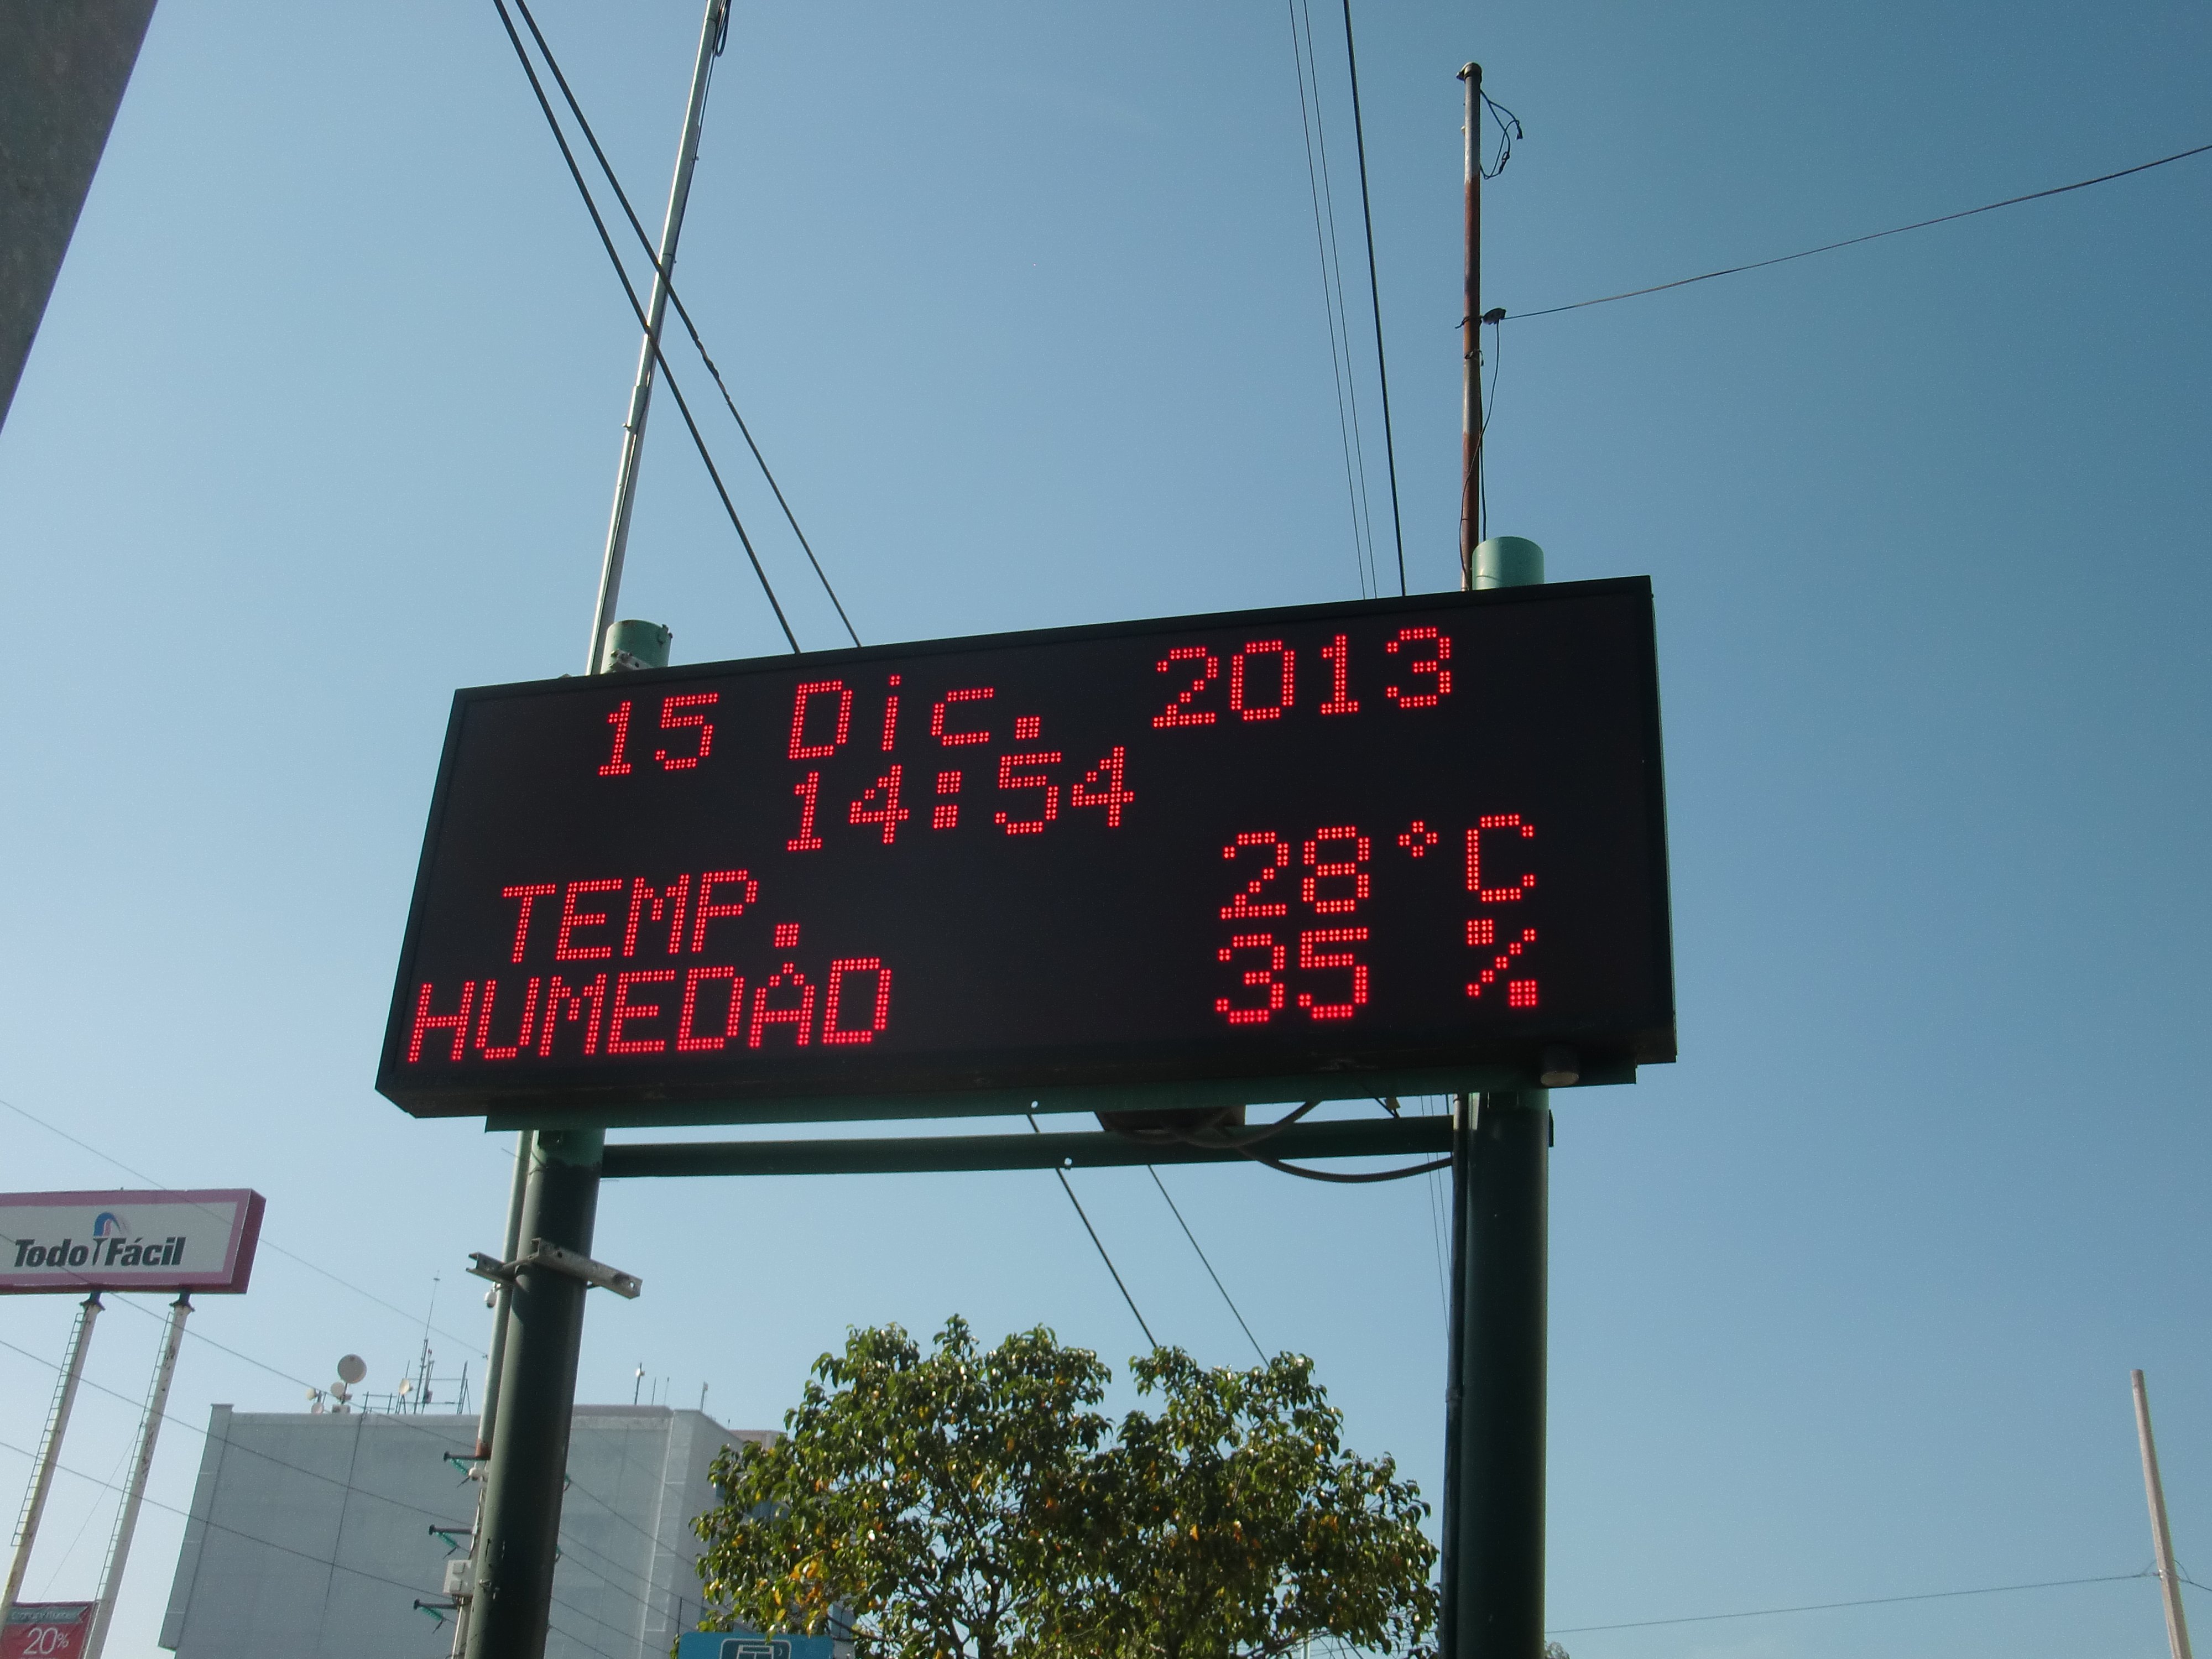 15 Dic. 2013
14:54
TEMP. 28°C
HUMEDAD 35 %
Todo Fácil
20%